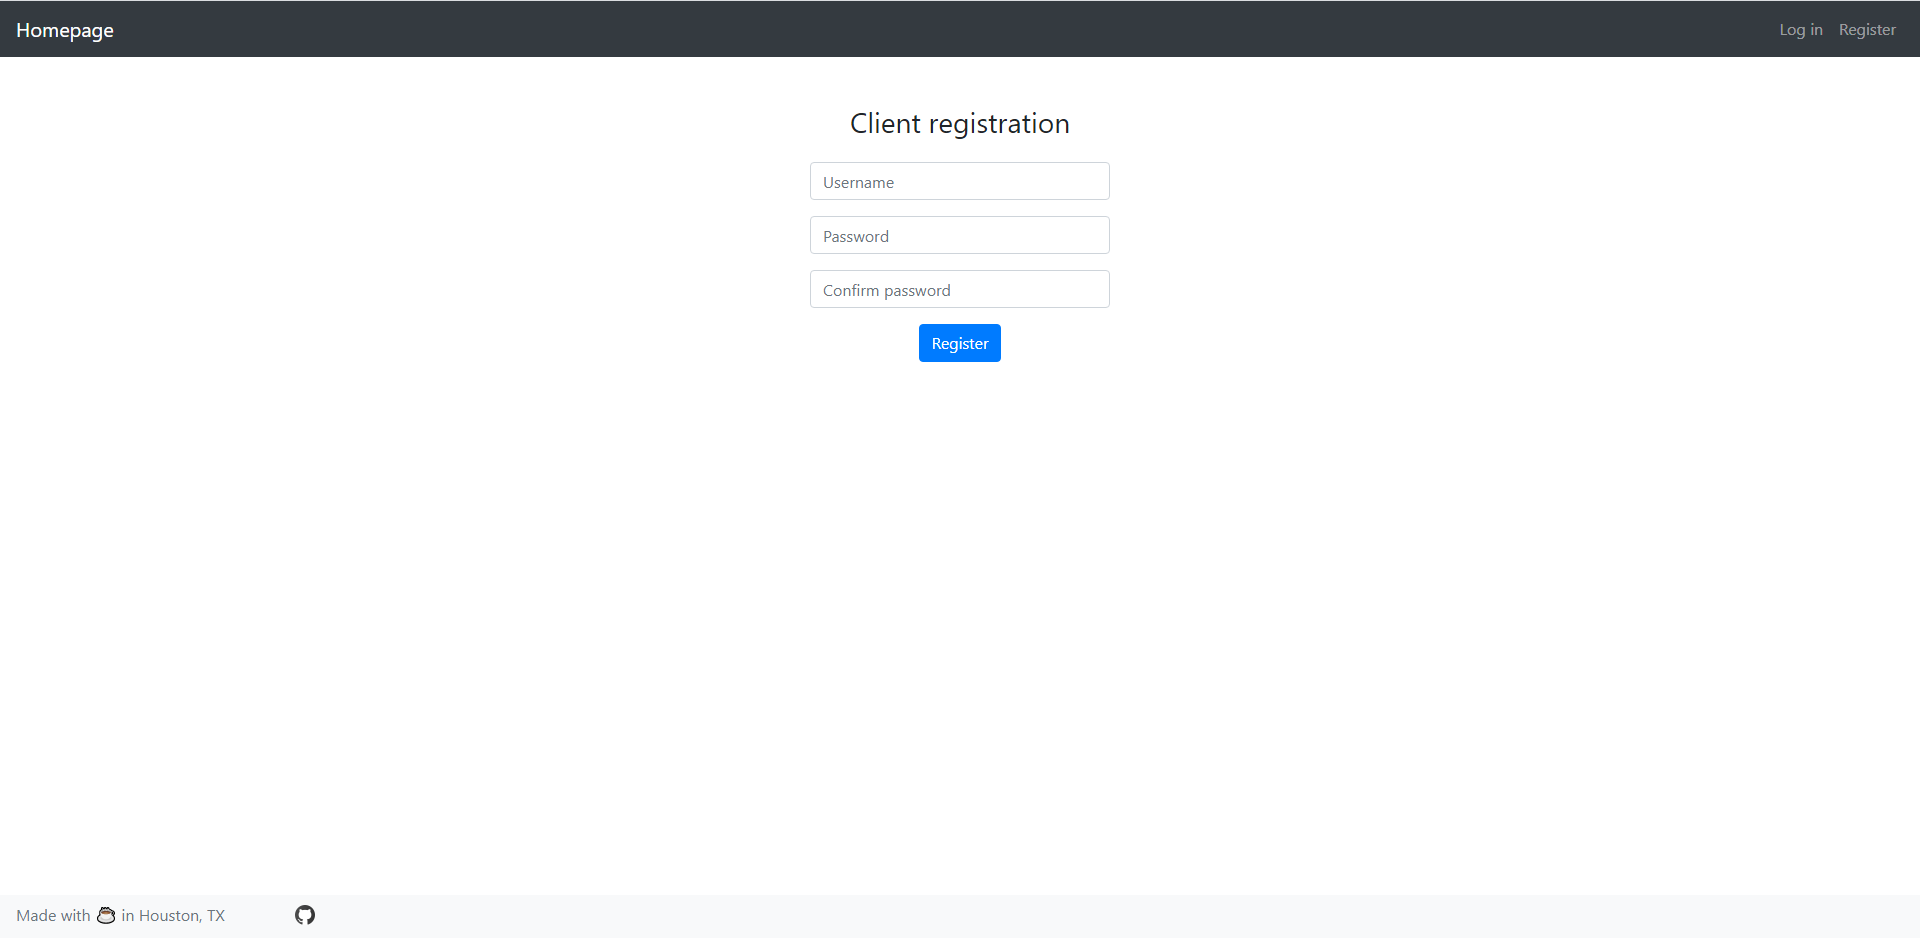 Homepage
Log in
Register
Client registration
Username
Password
Confirm password
Register
Made with ☕ in Houston, TX